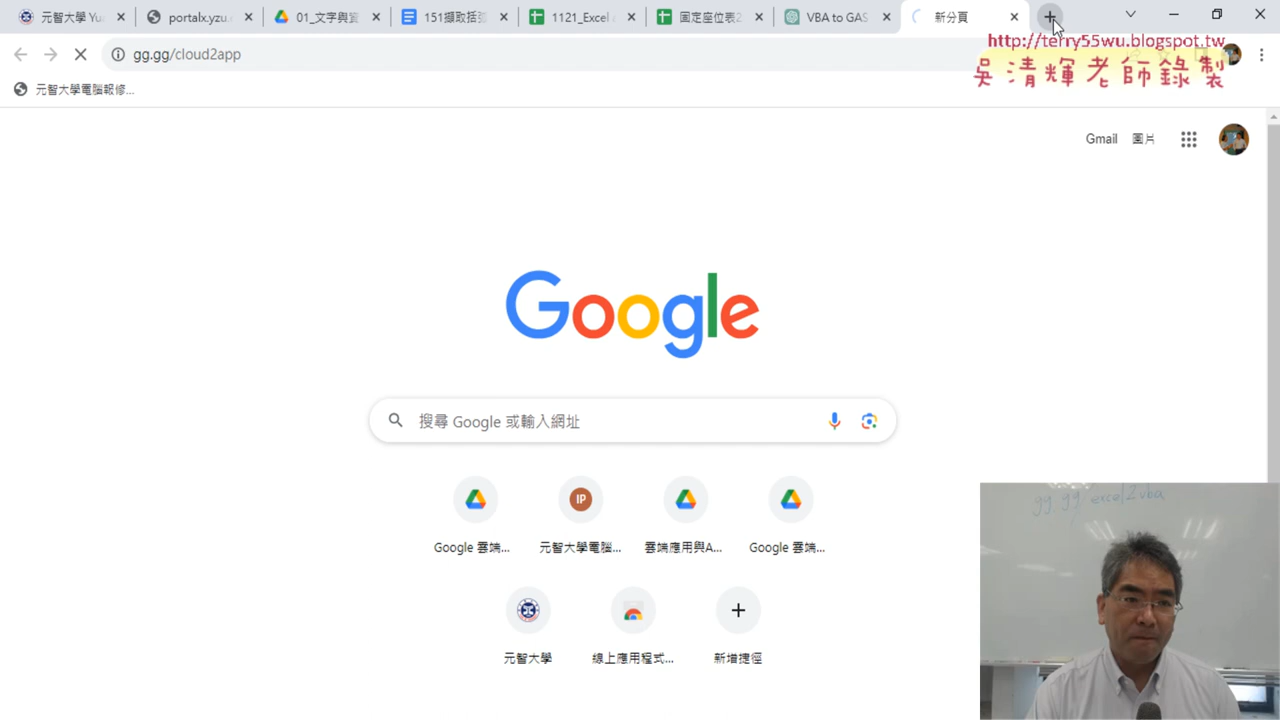 元智大學 Yu
portalx.yzu.
01_文字與資
151擷取括弧
1121_Excel
固定座位表2
VBA to GAS
新分頁
gg.gg/cloud2app
http://terry55wu.blogspot.tw
吳清輝老師錄製
元智大學電腦報修...
Gmail
圖片
Google
搜尋 Google 或輸入網址
IP
Google 雲端...
元智大學電腦...
雲端應用與A...
Google 雲端...
元智大學
線上應用程式...
新增捷徑
gg.gg/excel2vba